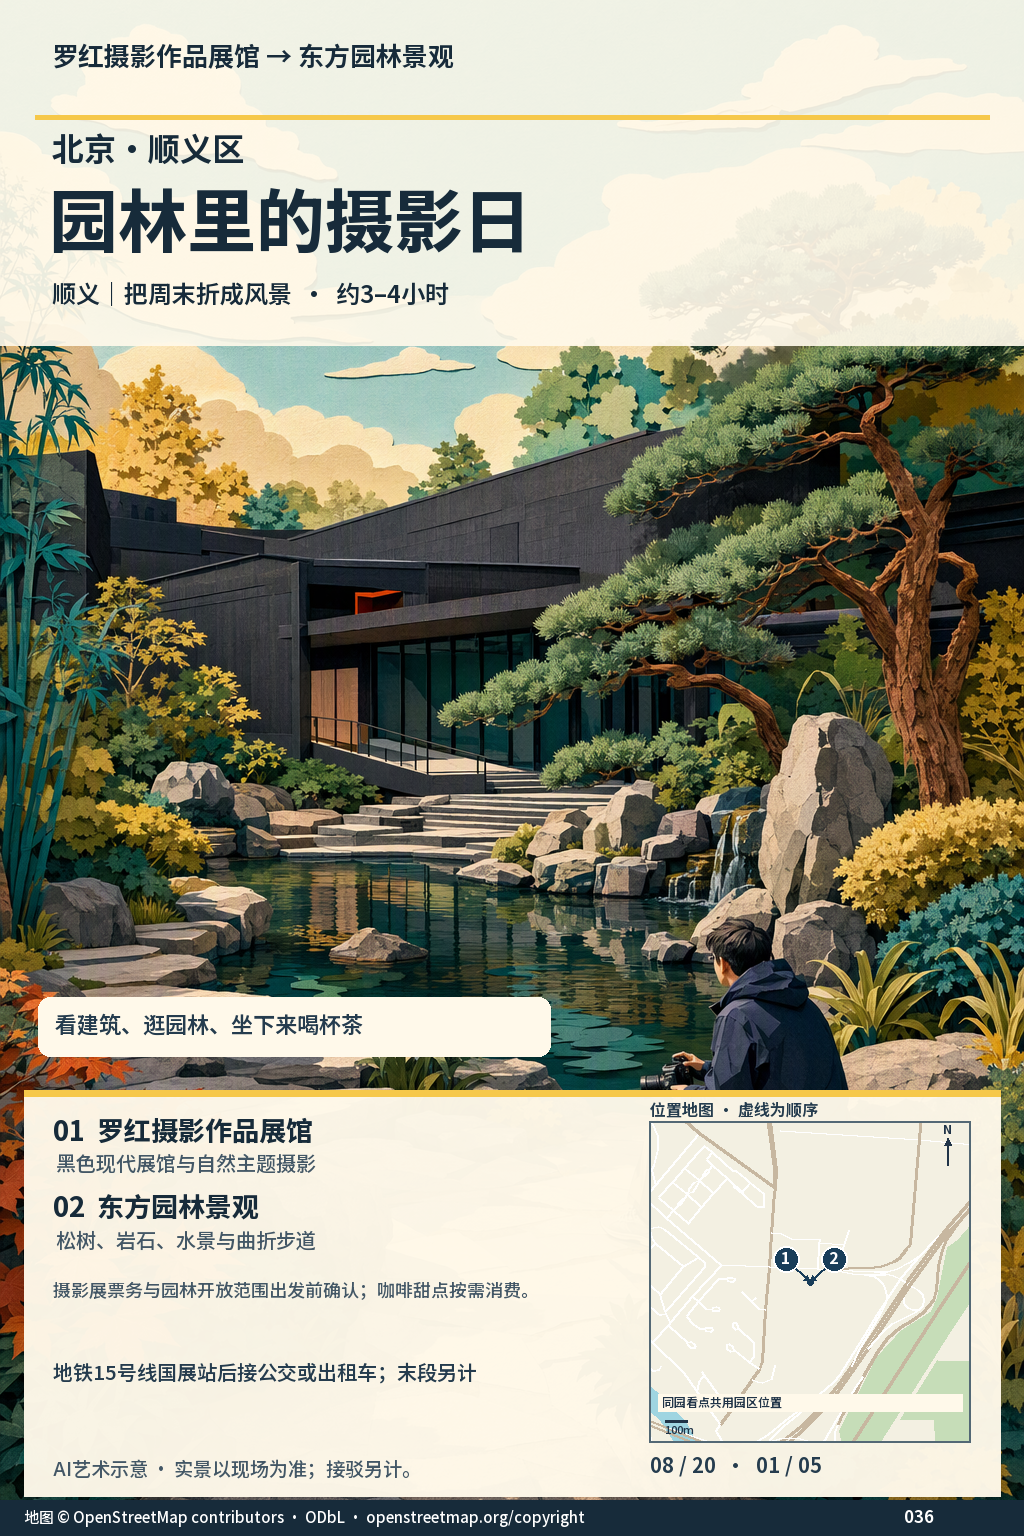 罗红摄影作品展馆 → 东方园林景观
北京·顺义区
园林里的摄影日
顺义｜把周末折成风景 · 约3–4小时
看建筑、逛园林、坐下来喝杯茶
01 罗红摄影作品展馆
黑色现代展馆与自然主题摄影
02 东方园林景观
松树、岩石、水景与曲折步道
摄影展票务与园林开放范围出发前确认；咖啡甜点按需消费。
地铁15号线国展站后接公交或出租车；末段另计
AI艺术示意 · 实景以现场为准；接驳另计。
位置地图 · 虚线为顺序
N
1 2
同园看点共用园区位置
100m
08 / 20 · 01 / 05
地图 © OpenStreetMap contributors · ODbL · openstreetmap.org/copyright
036